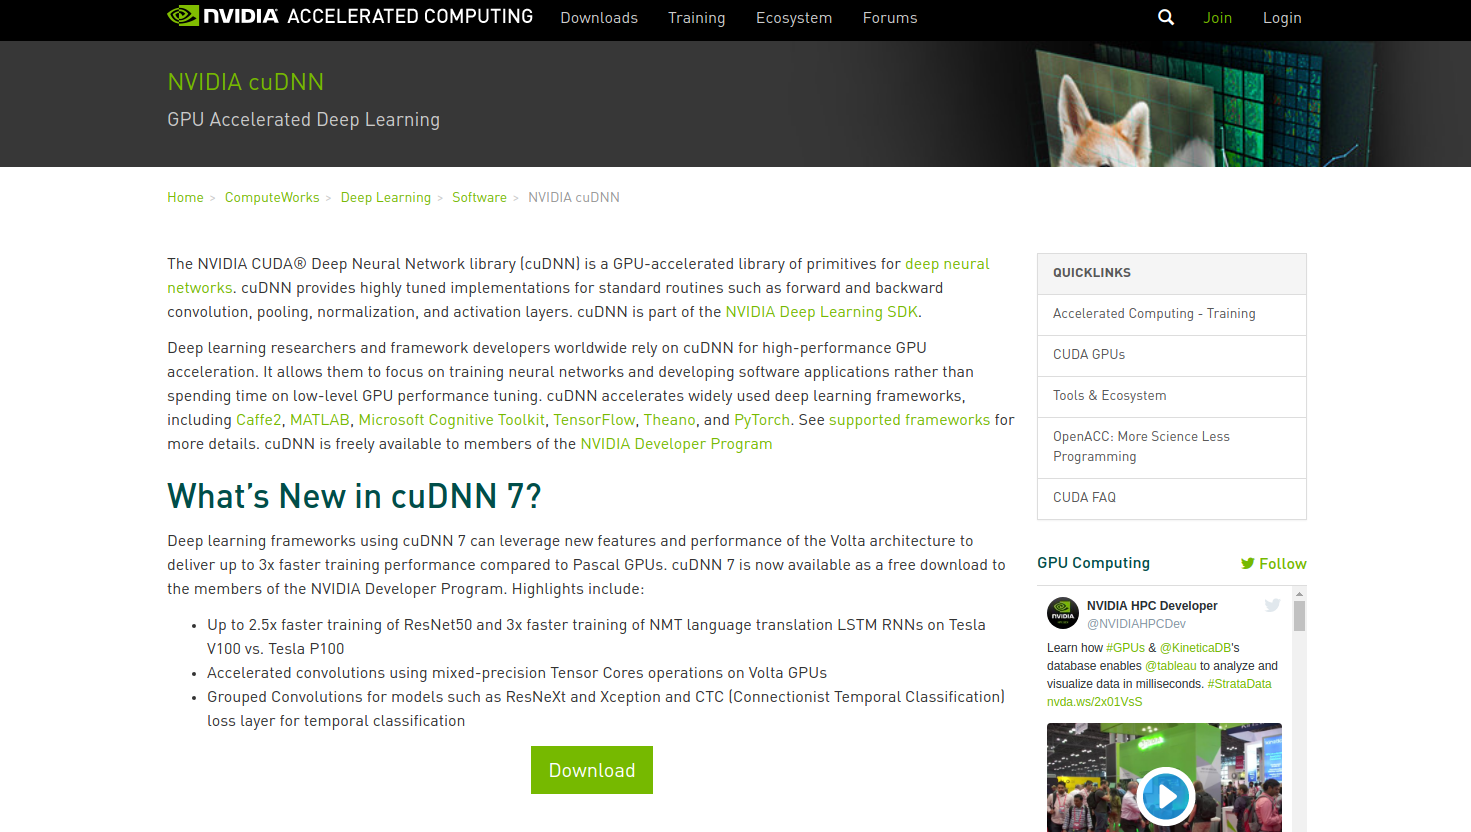 NVIDIA ACCELERATED COMPUTING Downloads Training Ecosystem Forums Join Login
NVIDIA cuDNN
GPU Accelerated Deep Learning
Home > ComputeWorks > Deep Learning > Software > NVIDIA cuDNN
The NVIDIA CUDA® Deep Neural Network library (cuDNN) is a GPU-accelerated library of primitives for deep neural
networks. cuDNN provides highly tuned implementations for standard routines such as forward and backward
convolution, pooling, normalization, and activation layers. cuDNN is part of the NVIDIA Deep Learning SDK.
Deep learning researchers and framework developers worldwide rely on cuDNN for high-performance GPU
acceleration. It allows them to focus on training neural networks and developing software applications rather than
spending time on low-level GPU performance tuning. cuDNN accelerates widely used deep learning frameworks,
including Caffe2, MATLAB, Microsoft Cognitive Toolkit, TensorFlow, Theano, and PyTorch. See supported frameworks for
more details. cuDNN is freely available to members of the NVIDIA Developer Program
What's New in cuDNN 7?
Deep learning frameworks using cuDNN 7 can leverage new features and performance of the Volta architecture to
deliver up to 3x faster training performance compared to Pascal GPUs. cuDNN 7 is now available as a free download to
the members of the NVIDIA Developer Program. Highlights include:
• Up to 2.5x faster training of ResNet50 and 3x faster training of NMT language translation LSTM RNNs on Tesla
V100 vs. Tesla P100
• Accelerated convolutions using mixed-precision Tensor Cores operations on Volta GPUs
• Grouped Convolutions for models such as ResNeXt and Xception and CTC (Connectionist Temporal Classification)
loss layer for temporal classification
Download
QUICKLINKS
Accelerated Computing - Training
CUDA GPUs
Tools & Ecosystem
OpenACC: More Science Less
Programming
CUDA FAQ
GPU Computing Follow
NVIDIA HPC Developer
@NVIDIAHPCDev
Learn how #GPUs & @KineticaDB's
database enables @tableau to analyze and
visualize data in milliseconds. #StrataData
nvda.ws/2x01VsS